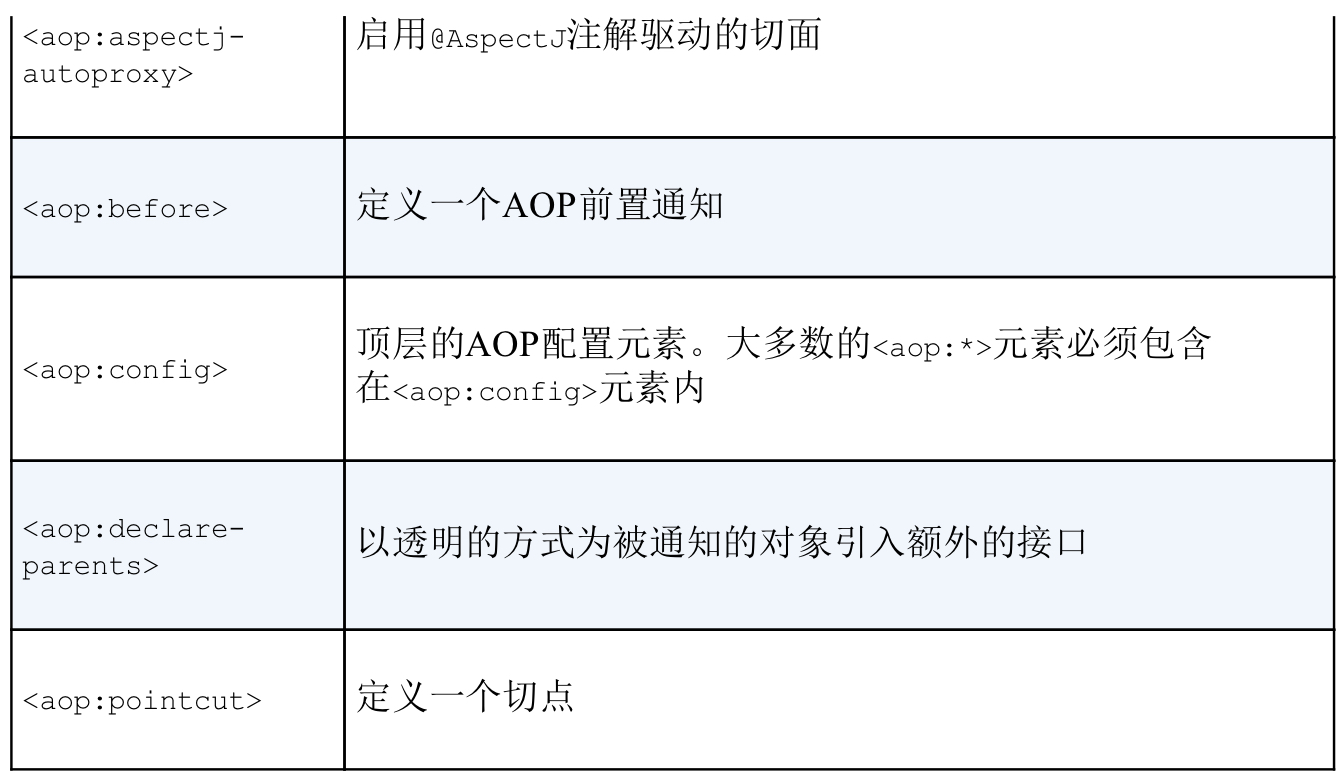 <aop:aspectj-
autoproxy>
启用@AspectJ注解驱动的切面
<aop:before>
定义一个AOP前置通知
<aop:config>
顶层的AOP配置元素。大多数的<aop:*>元素必须包含
在<aop:config>元素内
<aop:declare-
parents>
以透明的方式为被通知的对象引入额外的接口
<aop:pointcut>
定义一个切点